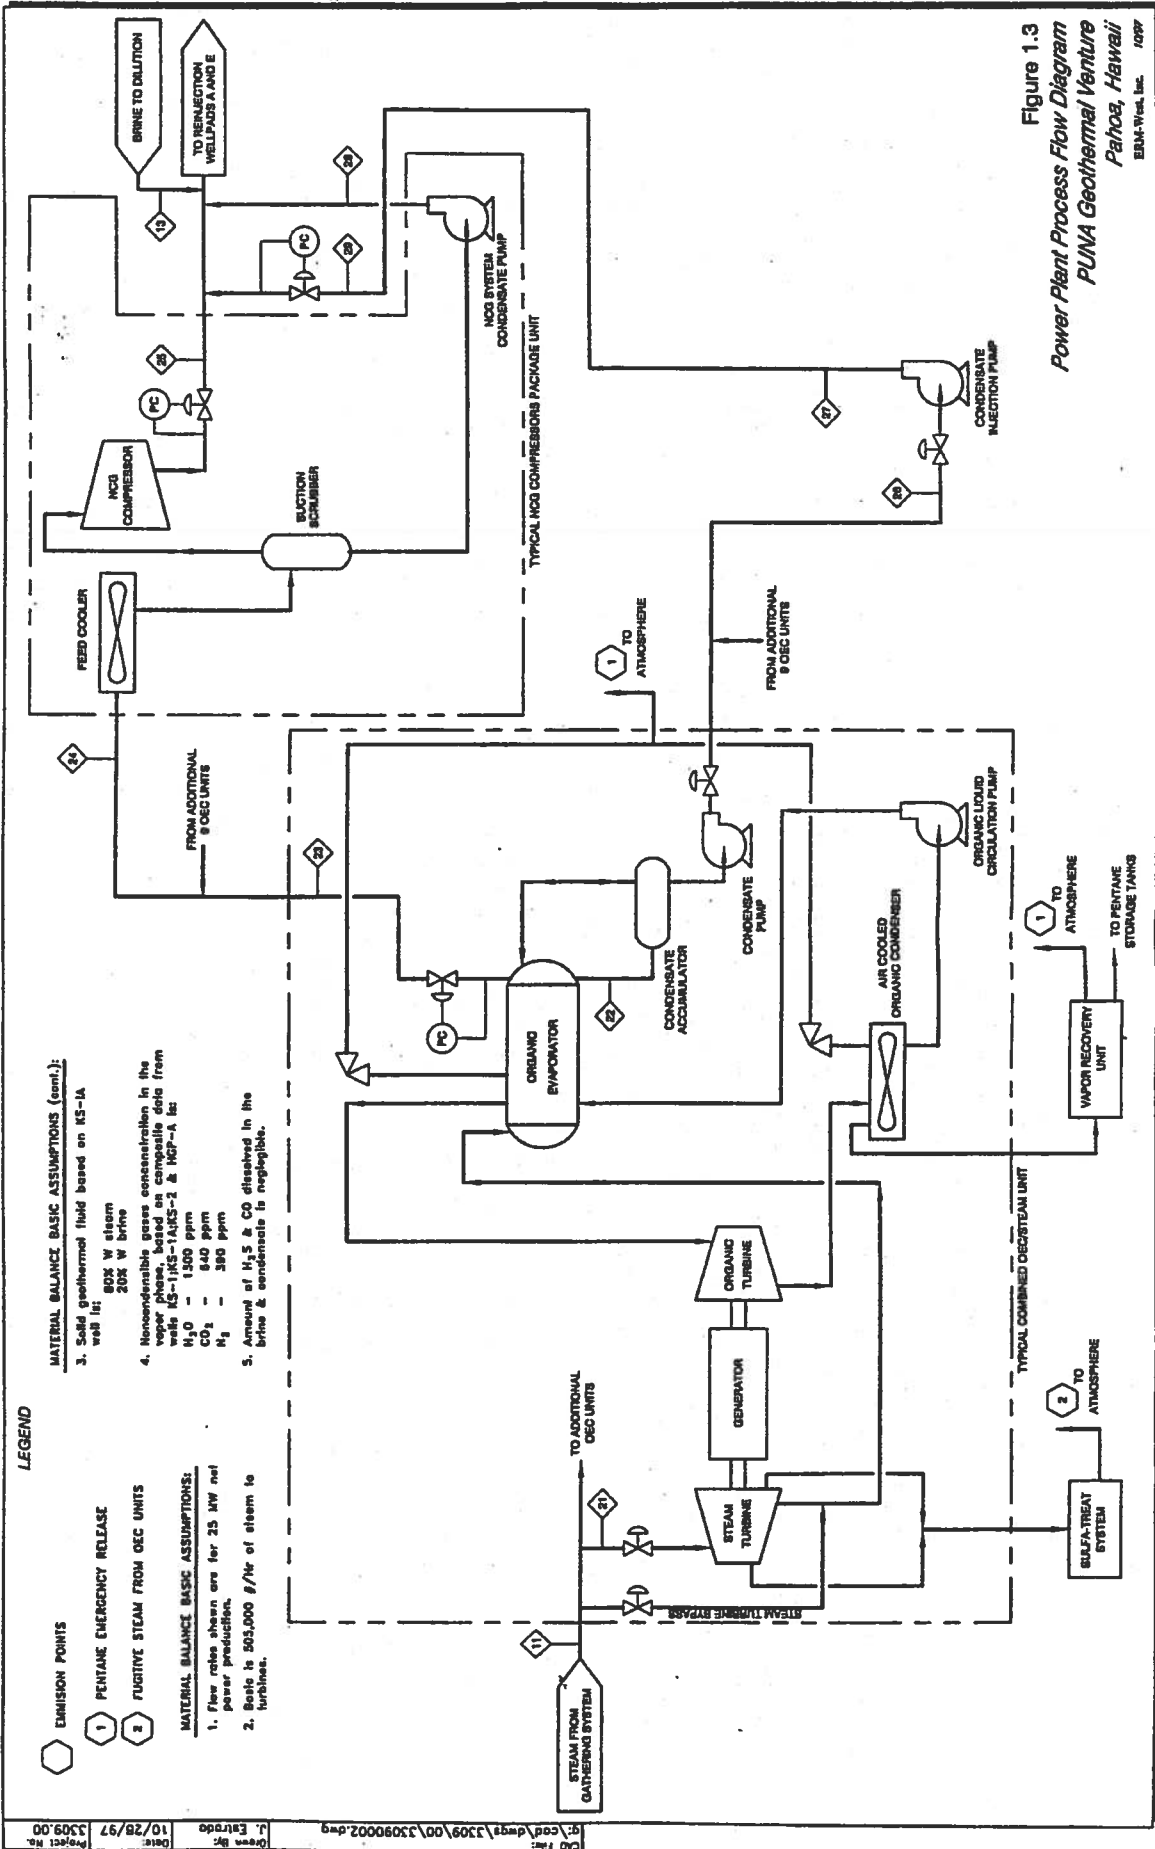 LEGEND
EMMISION POINTS
1 PENTANE EMERGENCY RELEASE
2 FUGITIVE STEAM FROM OEC UNITS
MATERIAL BALANCE BASIC ASSUMPTIONS:
1. Flow rates shown are for 25 MW net
power production.
2. Basis is 505,000 #/Hr of steam to
turbines.
MATERIAL BALANCE BASIC ASSUMPTIONS (cont.):
3. Solid geothermal fluid based on KS-1A
well is:
80% W steam
20% W brine
4. Noncondensible gases concentration in the
vapor phase, based on composite data from
wells KS-1;KS-1A;KS-2 & HGP-A is:
H₂O - 1300 ppm
CO₂ - 640 ppm
N₂ - 390 ppm
5. Amount of H₂S & CO dissolved in the
brine & condensate is negligible.
STEAM FROM
GATHERING SYSTEM
11
TO ADDITIONAL
OEC UNITS
21
STEAM TURBINE BYPASS
STEAM
TURBINE
GENERATOR
ORGANIC
TURBINE
ORGANIC
EVAPORATOR
PC
22
CONDENSATE
ACCUMULATOR
CONDENSATE
PUMP
AIR COOLED
ORGANIC CONDENSER
ORGANIC LIQUID
CIRCULATION PUMP
TYPICAL COMBINED OEC/STEAM UNIT
SULFA-TREAT
SYSTEM
2
TO
ATMOSPHERE
VAPOR RECOVERY
UNIT
1
TO
ATMOSPHERE
TO PENTANE
STORAGE TANKS
23
FROM ADDITIONAL
9 OEC UNITS
24
1
TO
ATMOSPHERE
FROM ADDITIONAL
9 OEC UNITS
26
CONDENSATE
INJECTION PUMP
27
FEED COOLER
SUCTION
SCRUBBER
NCG
COMPRESSOR
PC
25
PC
29
28
NCG SYSTEM
CONDENSATE PUMP
TYPICAL NCG COMPRESSORS PACKAGE UNIT
13
BRINE TO DILUTION
TO REINJECTION
WELLPADS A AND E
Figure 1.3
Power Plant Process Flow Diagram
PUNA Geothermal Venture
Pahoa, Hawaii
ERM-West, Inc. 10/97
CAD File:
g:/cad/dwgs/3309/00/33090002.dwg
Drawn By:
J. Estrada
Date:
10/28/97
Project No.
3309.00